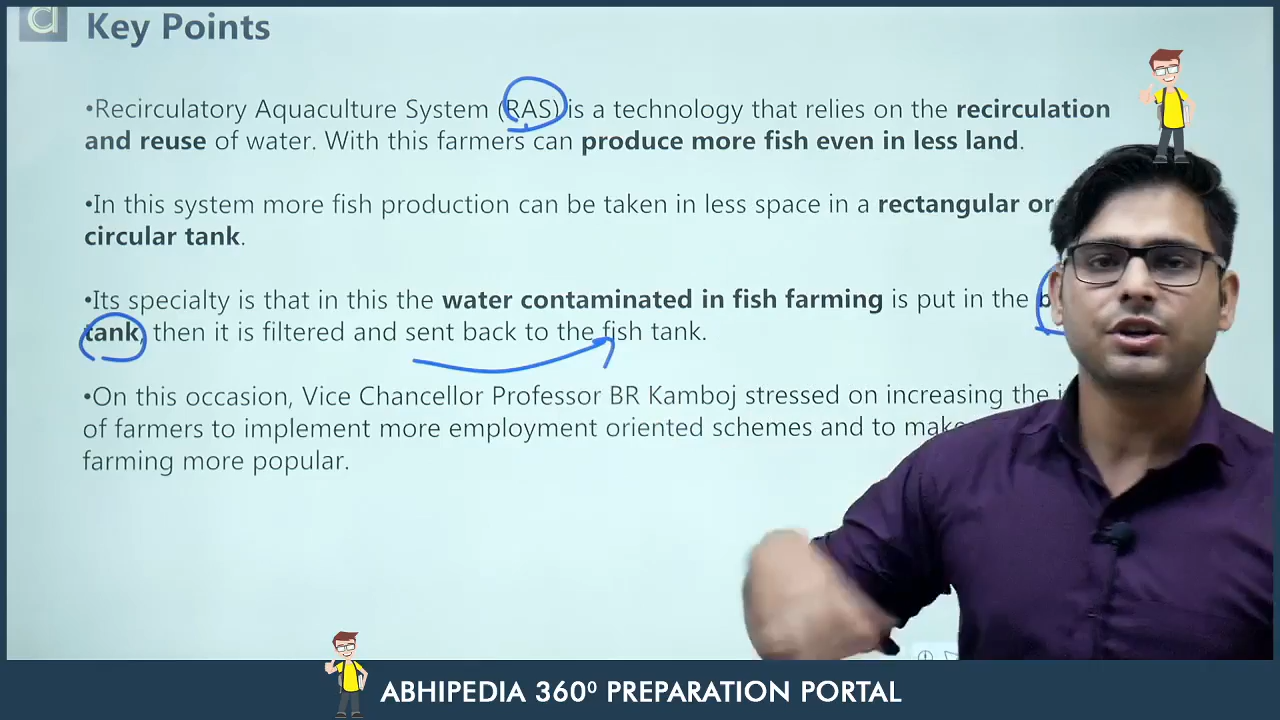 Key Points
•Recirculatory Aquaculture System (RAS) is a technology that relies on the recirculation
and reuse of water. With this farmers can produce more fish even in less land.
•In this system more fish production can be taken in less space in a rectangular or
circular tank.
•Its specialty is that in this the water contaminated in fish farming is put in the
tank, then it is filtered and sent back to the fish tank.
•On this occasion, Vice Chancellor Professor BR Kamboj stressed on increasing the
of farmers to implement more employment oriented schemes and to make
farming more popular.
ABHIPEDIA 360⁰ PREPARATION PORTAL